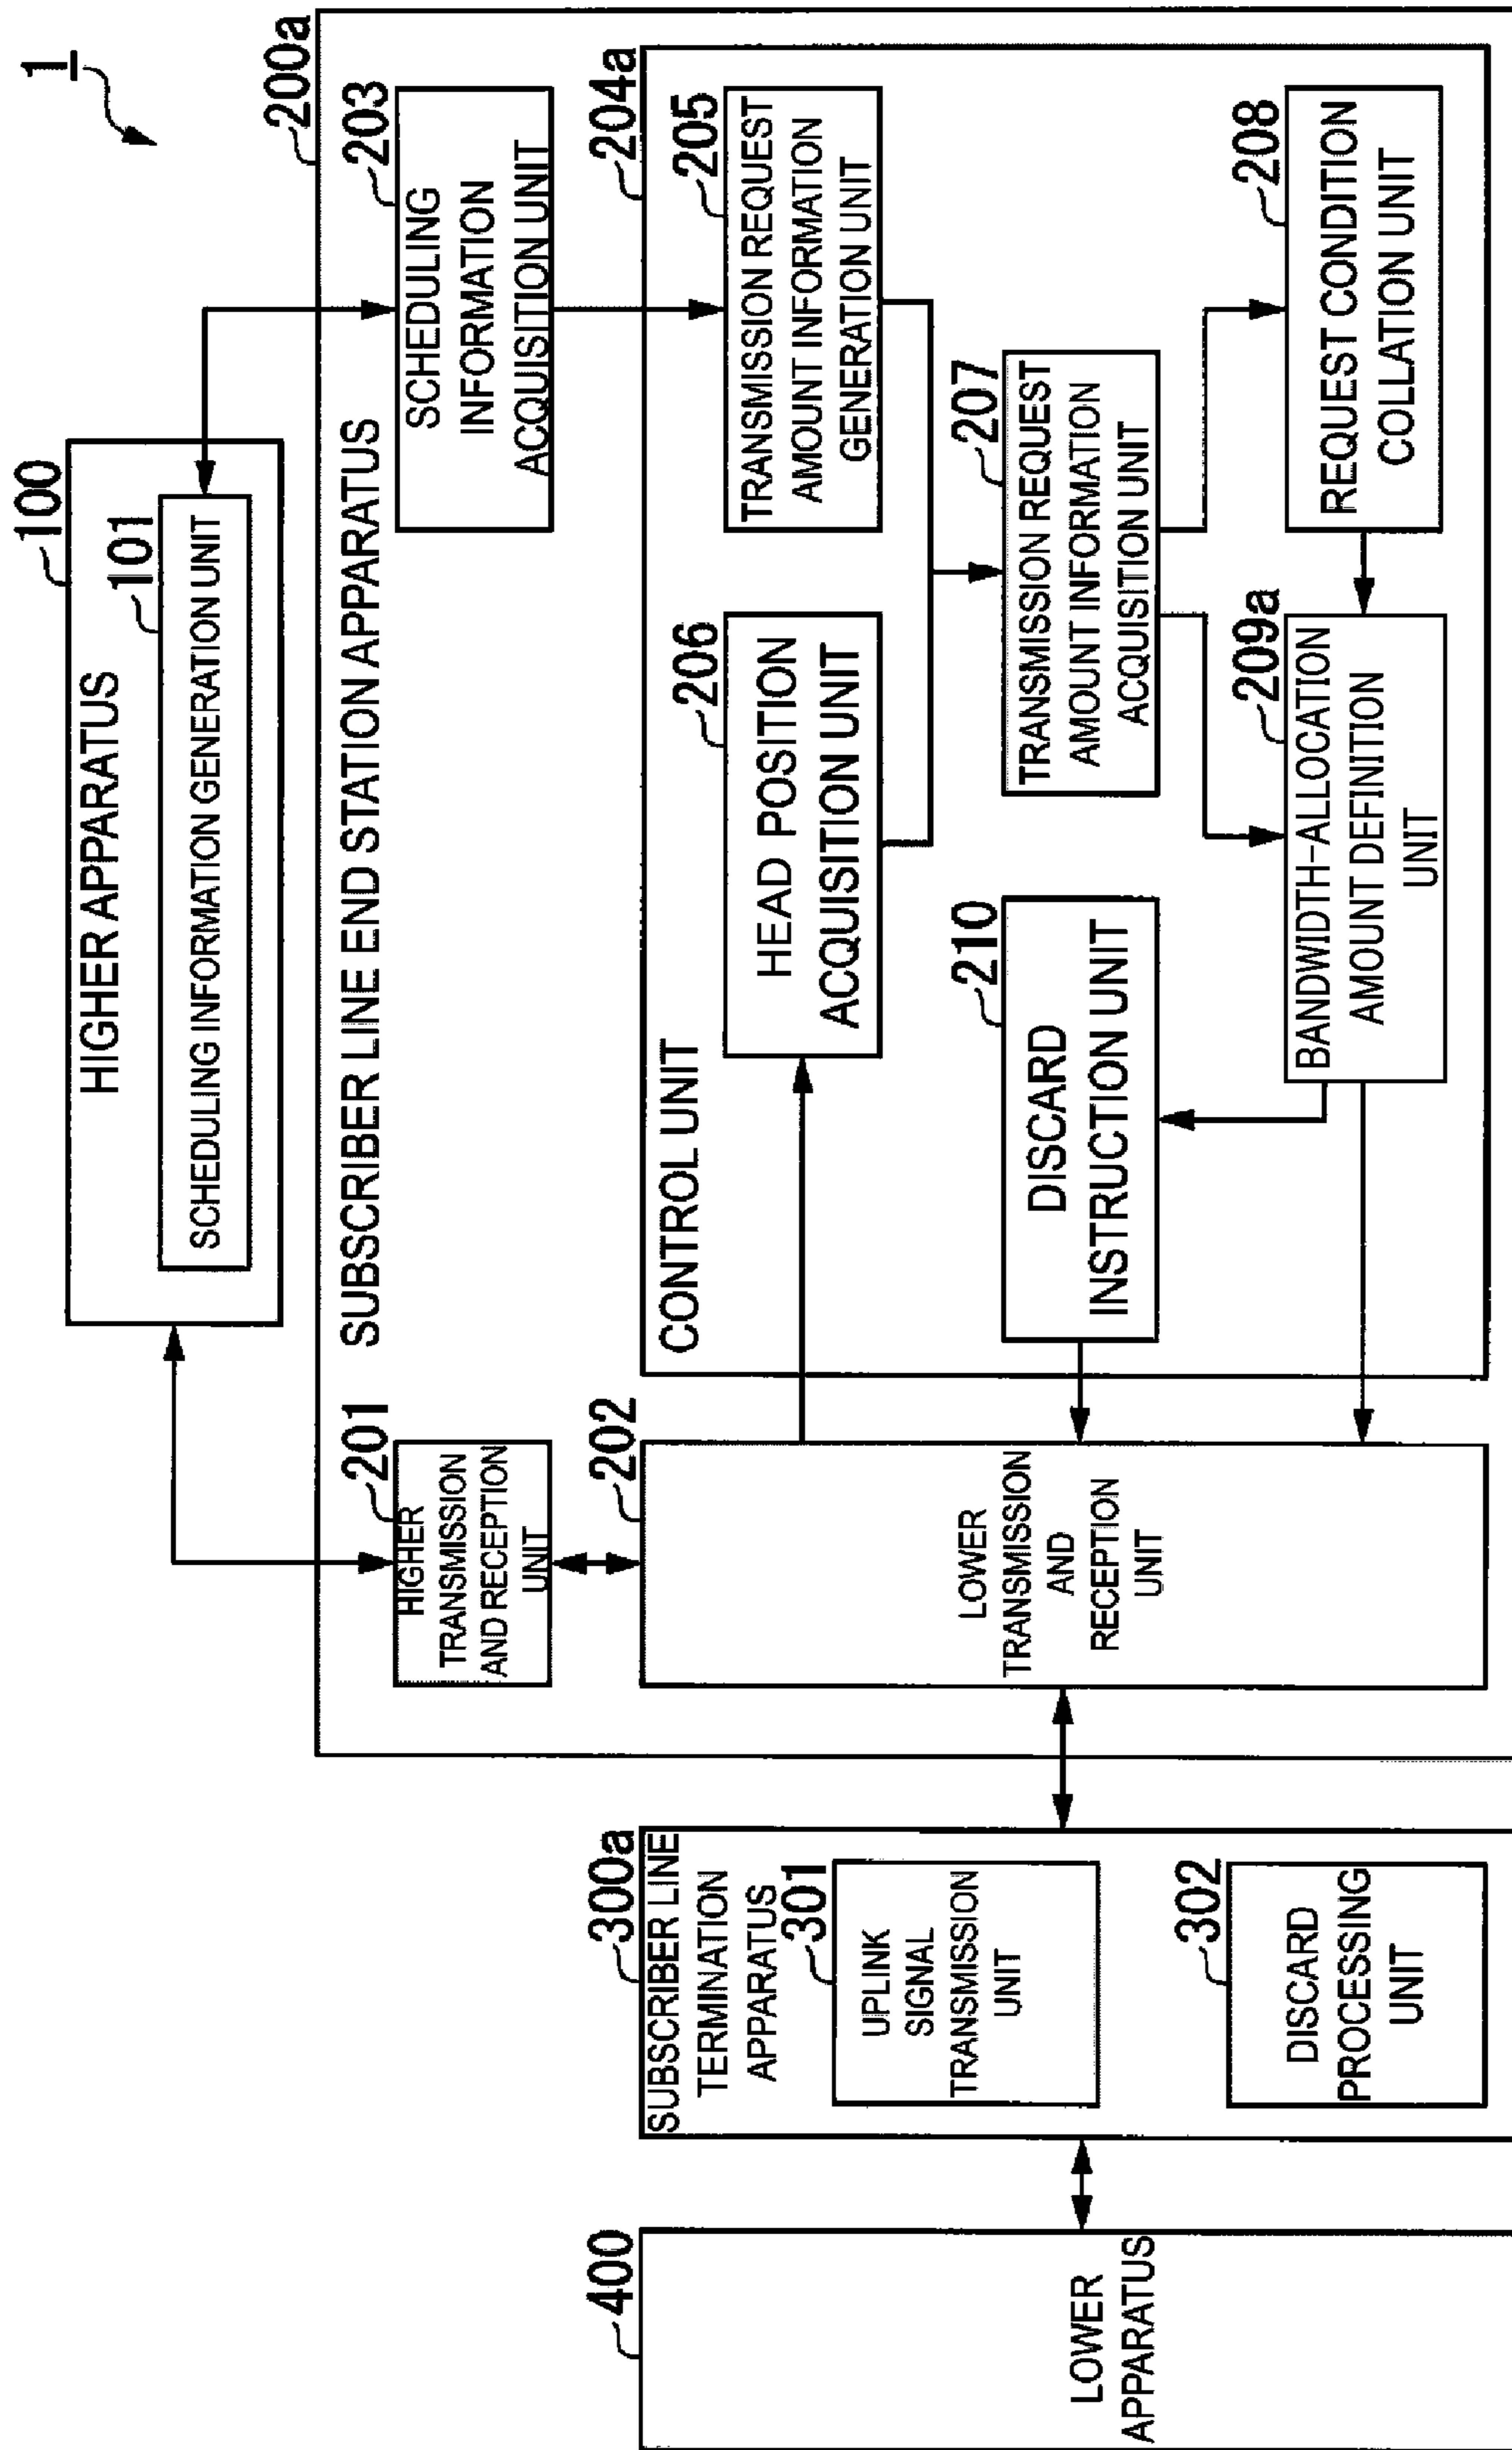 1
100
HIGHER APPARATUS
101
SCHEDULING INFORMATION GENERATION UNIT
200a
SUBSCRIBER LINE END STATION APPARATUS
201
HIGHER
TRANSMISSION
AND RECEPTION
UNIT
203
SCHEDULING
INFORMATION
ACQUISITION UNIT
202
LOWER
TRANSMISSION
AND
RECEPTION
UNIT
204a
CONTROL UNIT
206
HEAD POSITION
ACQUISITION UNIT
205
TRANSMISSION REQUEST
AMOUNT INFORMATION
GENERATION UNIT
210
DISCARD
INSTRUCTION UNIT
207
TRANSMISSION REQUEST
AMOUNT INFORMATION
ACQUISITION UNIT
209a
BANDWIDTH-ALLOCATION
AMOUNT DEFINITION
UNIT
208
REQUEST CONDITION
COLLATION UNIT
300a
SUBSCRIBER LINE
TERMINATION
APPARATUS
301
UPLINK
SIGNAL
TRANSMISSION
UNIT
302
DISCARD
PROCESSING
UNIT
400
LOWER
APPARATUS